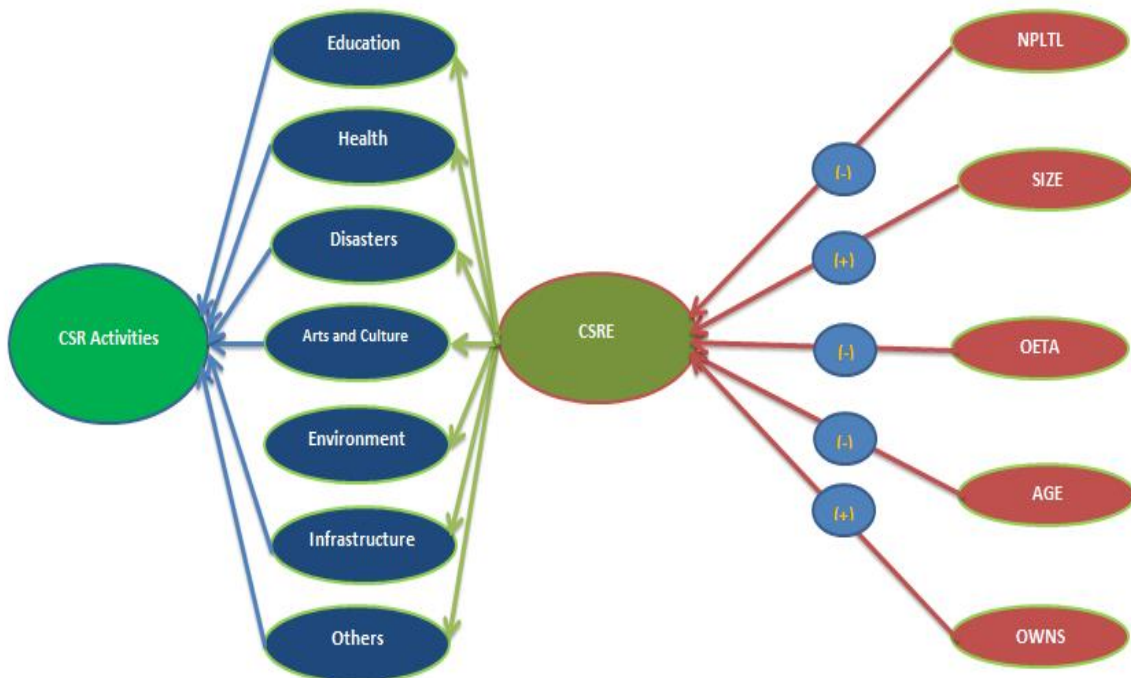 Education
Health
Disasters
Arts and Culture
Environment
Infrastructure
Others
CSR Activities
CSRE
NPLTL
SIZE
OETA
AGE
OWNS
(-)
(+)
(-)
(-)
(+)